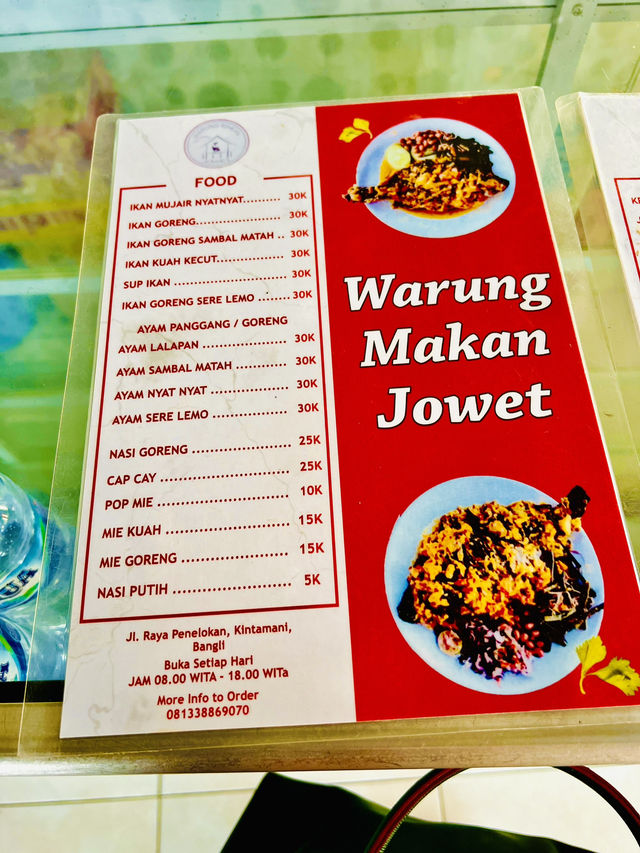 FOOD
IKAN MUJAIR NYATNYAT.......... 30K
IKAN GORENG...................... 30K
IKAN GORENG SAMBAL MATAH .. 30K
IKAN KUAH KECUT................. 30K
SUP IKAN ............................ 30K
IKAN GORENG SERE LEMO ........ 30K
AYAM PANGGANG / GORENG
AYAM LALAPAN ..................... 30K
AYAM SAMBAL MATAH ............. 30K
AYAM NYAT NYAT ................... 30K
AYAM SERE LEMO .................. 30K
NASI GORENG ....................... 25K
CAP CAY .............................. 25K
POP MIE .............................. 10K
MIE KUAH ............................ 15K
MIE GORENG ........................ 15K
NASI PUTIH .......................... 5K
Jl. Raya Penelokan, Kintamani,
Bangli
Buka Setiap Hari
JAM 08.00 WITA - 18.00 WITa
More Info to Order
081338869070
Warung
Makan
Jowet